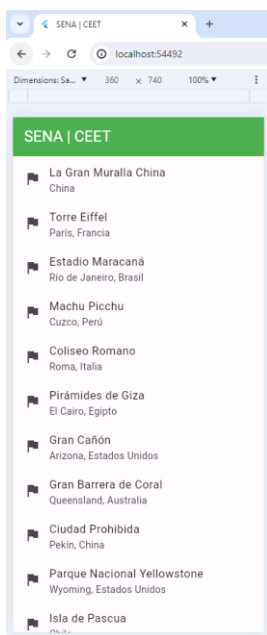 SENA | CEET
localhost:54492
Dimensions: Sa... ▼ 360 × 740 100% ▼
SENA | CEET
La Gran Muralla China
China
Torre Eiffel
París, Francia
Estadio Maracaná
Río de Janeiro, Brasil
Machu Picchu
Cuzco, Perú
Coliseo Romano
Roma, Italia
Pirámides de Giza
El Cairo, Egipto
Gran Cañón
Arizona, Estados Unidos
Gran Barrera de Coral
Queensland, Australia
Ciudad Prohibida
Pekín, China
Parque Nacional Yellowstone
Wyoming, Estados Unidos
Isla de Pascua